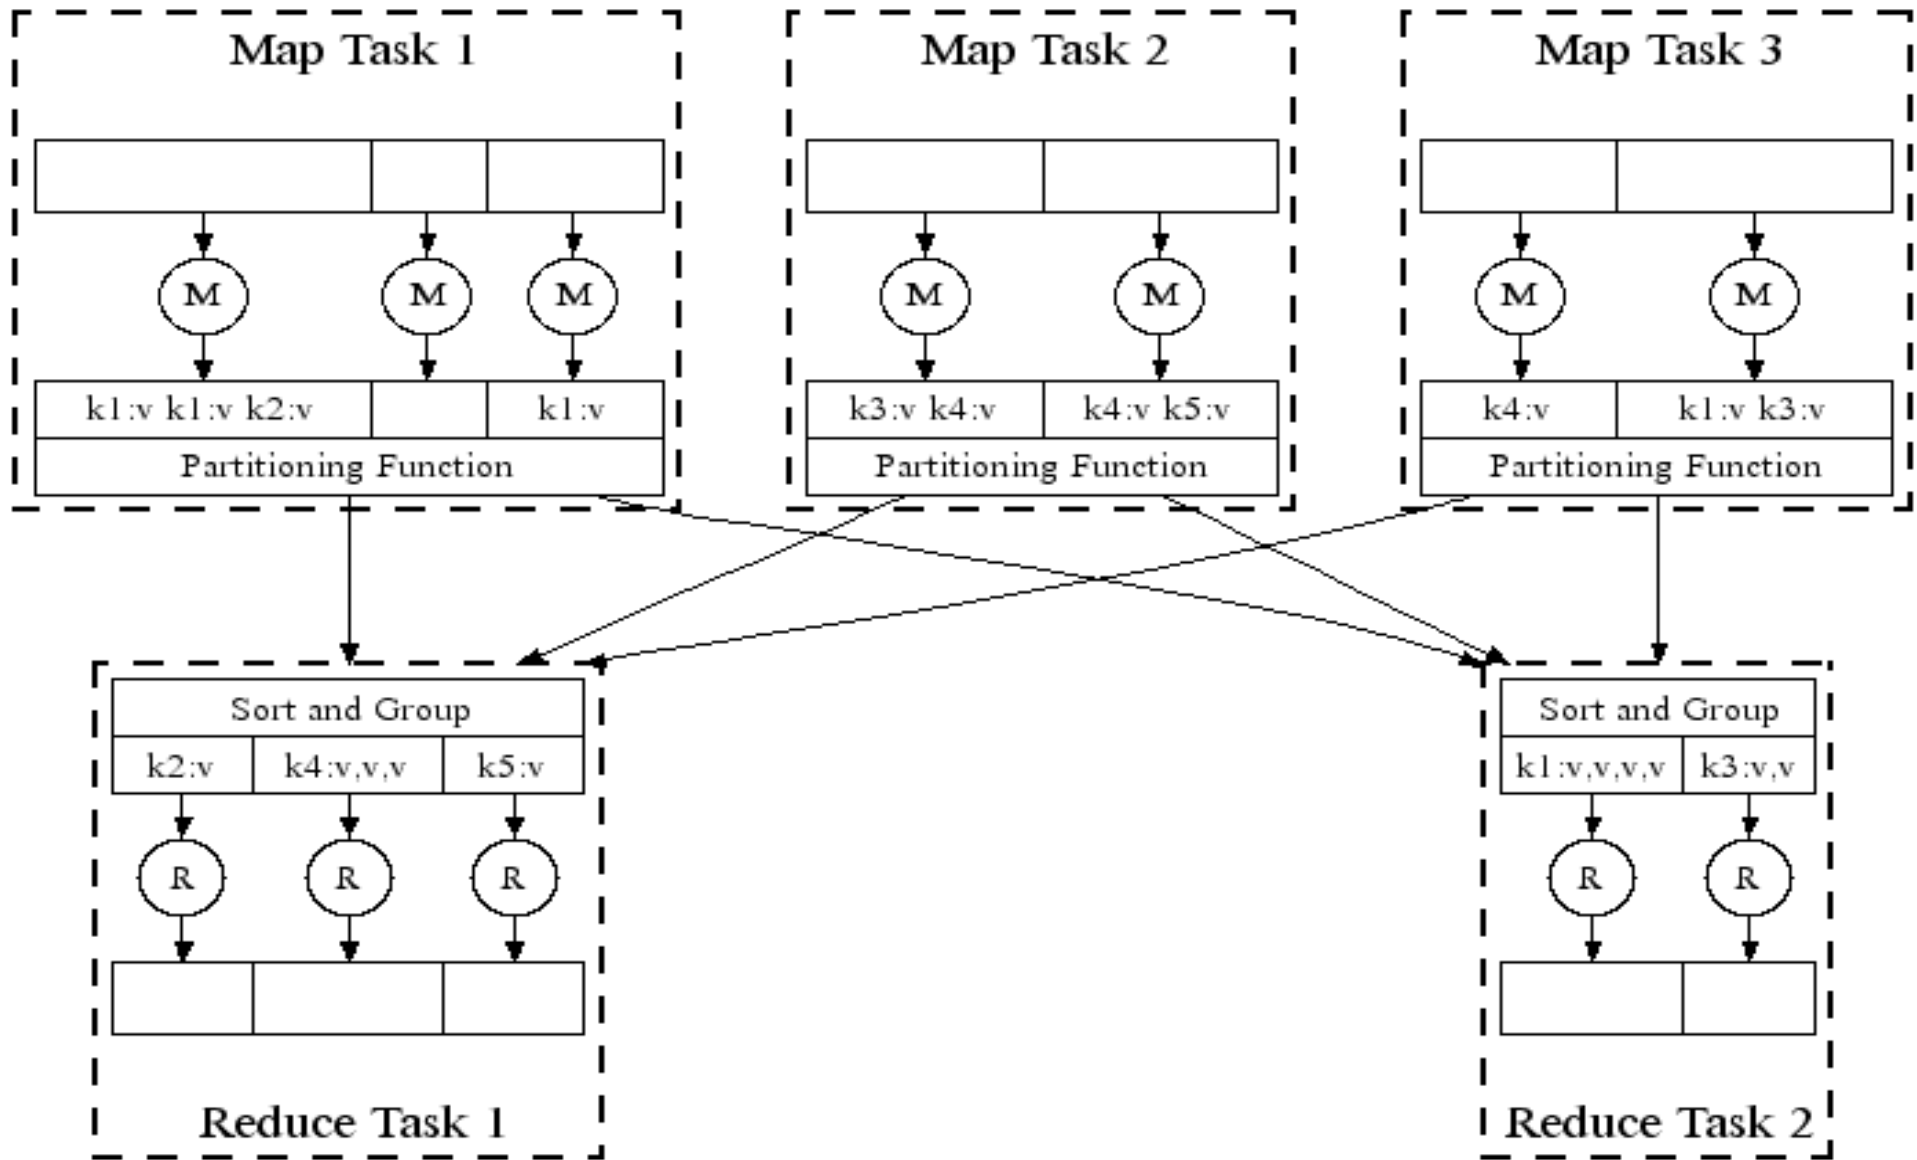 Map Task 1
Map Task 2
Map Task 3
M
M
M
M
M
M
M
k1:v k1:v k2:v
k1:v
k3:v k4:v
k4:v k5:v
k4:v
k1:v k3:v
Partitioning Function
Partitioning Function
Partitioning Function
Sort and Group
Sort and Group
k2:v
k4:v,v,v
k5:v
k1:v,v,v,v
k3:v,v
R
R
R
R
R
Reduce Task 1
Reduce Task 2